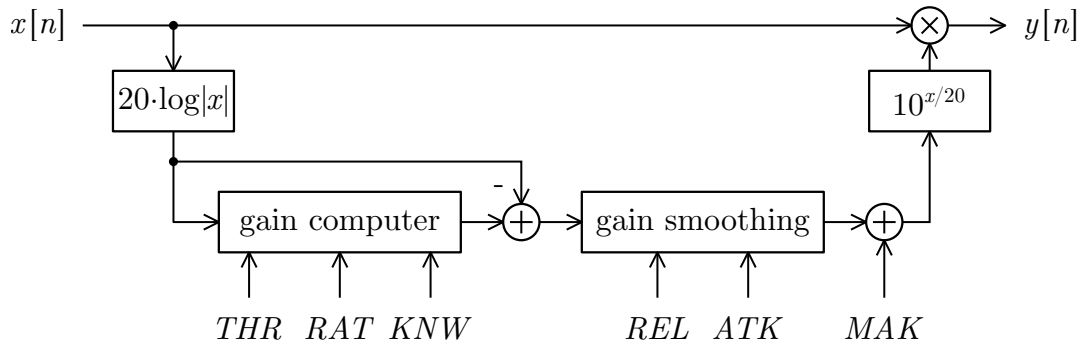 x[n]
y[n]
20·log|x|
10^{x/20}
-
gain computer
gain smoothing
THR RAT KNW REL ATK MAK